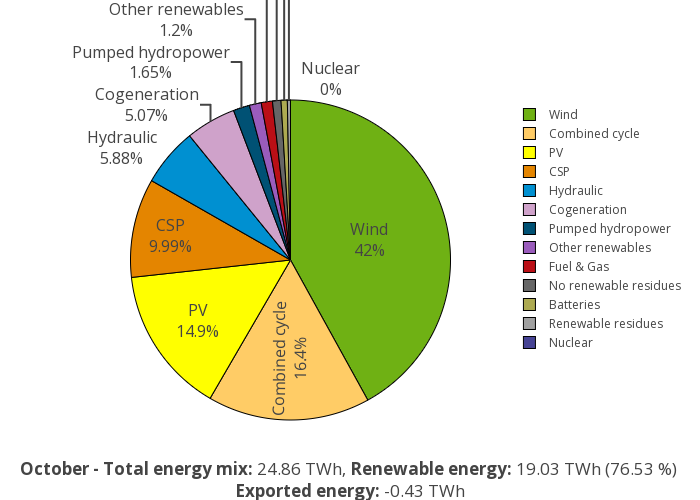 Other renewables
1.2%
Pumped hydropower
1.65%
Cogeneration
5.07%
Hydraulic
5.88%
Nuclear
0%
CSP
9.99%
Wind
42%
PV
14.9%
Combined cycle
16.4%
Wind
Combined cycle
PV
CSP
Hydraulic
Cogeneration
Pumped hydropower
Other renewables
Fuel & Gas
No renewable residues
Batteries
Renewable residues
Nuclear
October - Total energy mix: 24.86 TWh, Renewable energy: 19.03 TWh (76.53 %)
Exported energy: -0.43 TWh